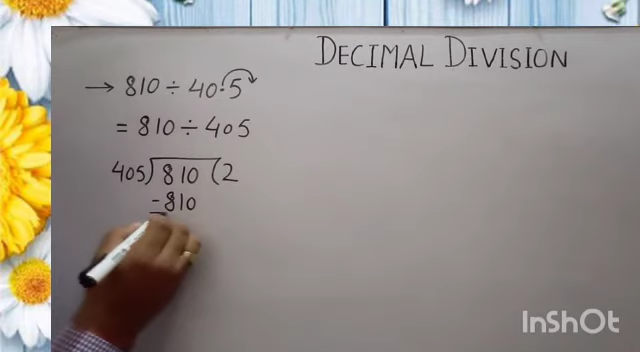 DECIMAL DIVISION
→ 810 ÷ 40.5
= 810 ÷ 405
405) 810 (2
-810
InShOt